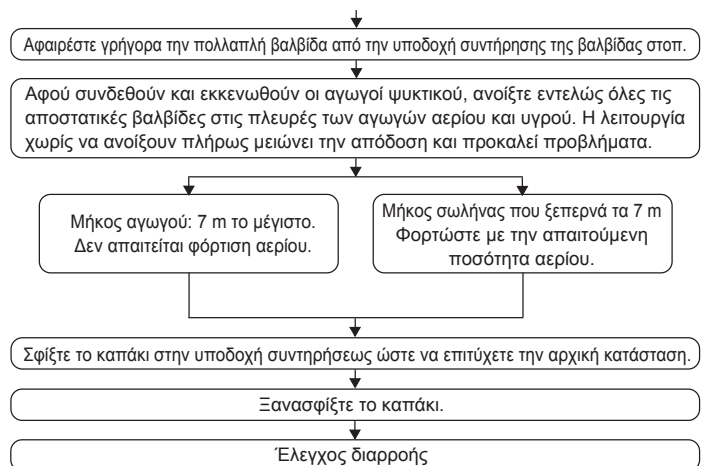 Αφαιρέστε γρήγορα την πολλαπλή βαλβίδα από την υποδοχή συντήρησης της βαλβίδας στοπ.
Αφού συνδεθούν και εκκενωθούν οι αγωγοί ψυκτικού, ανοίξτε εντελώς όλες τις
αποστατικές βαλβίδες στις πλευρές των αγωγών αερίου και υγρού. Η λειτουργία
χωρίς να ανοίξουν πλήρως μειώνει την απόδοση και προκαλεί προβλήματα.
Μήκος αγωγού: 7 m το μέγιστο.
Δεν απαιτείται φόρτιση αερίου.
Μήκος σωλήνας που ξεπερνά τα 7 m
Φορτώστε με την απαιτούμενη
ποσότητα αερίου.
Σφίξτε το καπάκι στην υποδοχή συντηρήσεως ώστε να επιτύχετε την αρχική κατάσταση.
Ξανασφίξτε το καπάκι.
Έλεγχος διαρροής